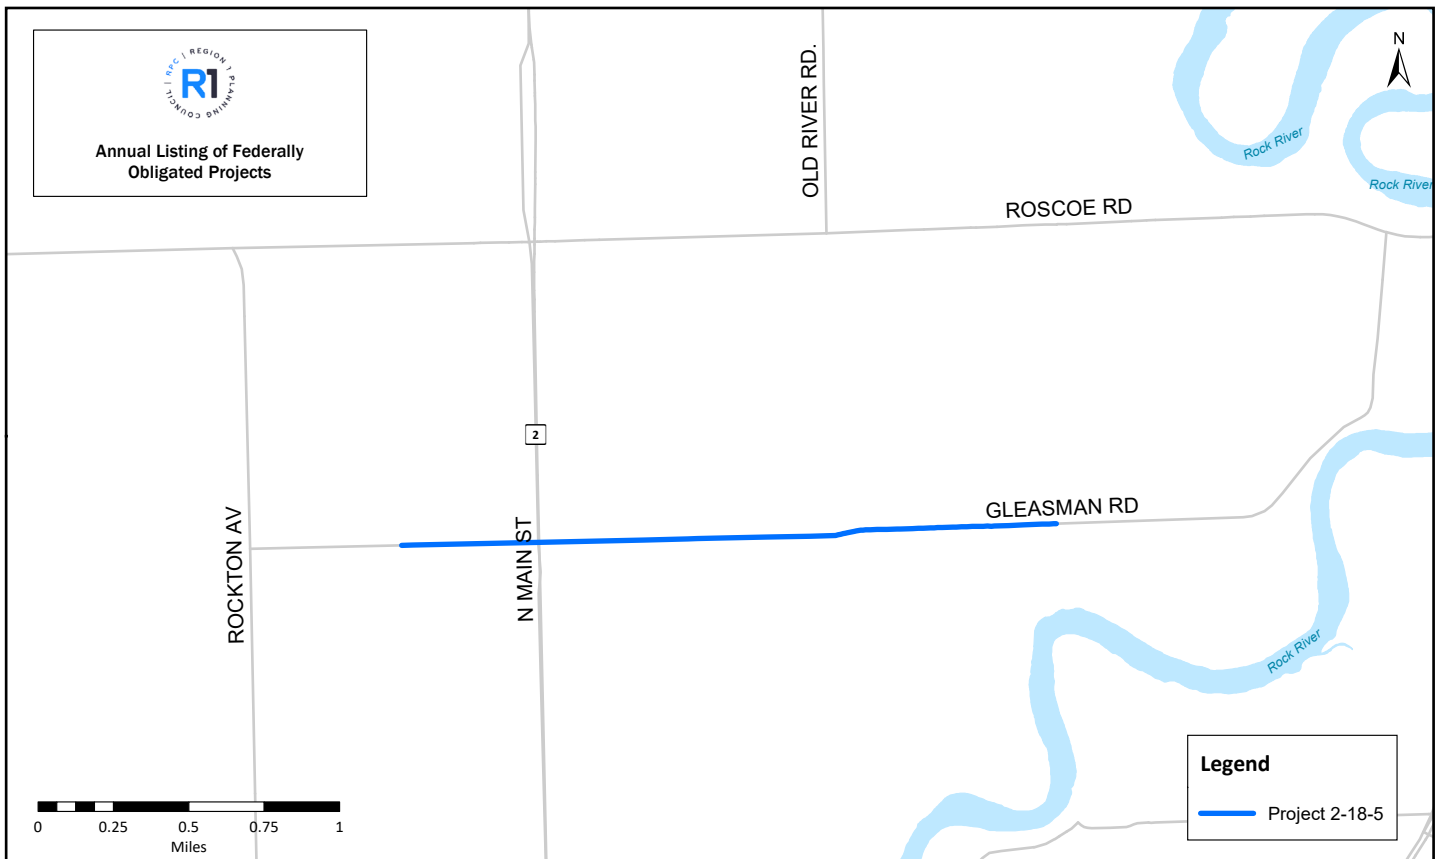 RPC | REGION 1 PLANNING COUNCIL |
R1
Annual Listing of Federally
Obligated Projects
N
OLD RIVER RD.
Rock River
Rock River
ROSCOE RD
2
GLEASMAN RD
ROCKTON AV
N MAIN ST
Rock River
0 0.25 0.5 0.75 1
Miles
Legend
Project 2-18-5